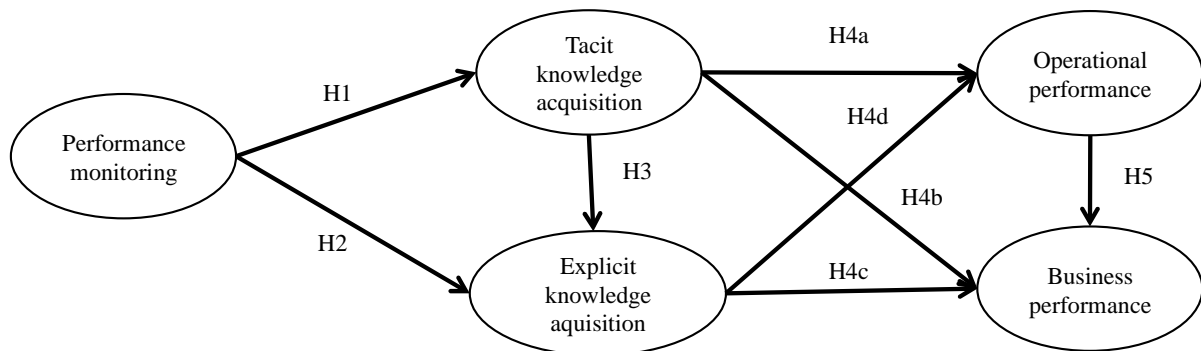 Performance
monitoring
H1
H2
Tacit
knowledge
acquisition
H3
Explicit
knowledge
aquisition
H4a
H4d
H4b
H4c
Operational
performance
H5
Business
performance